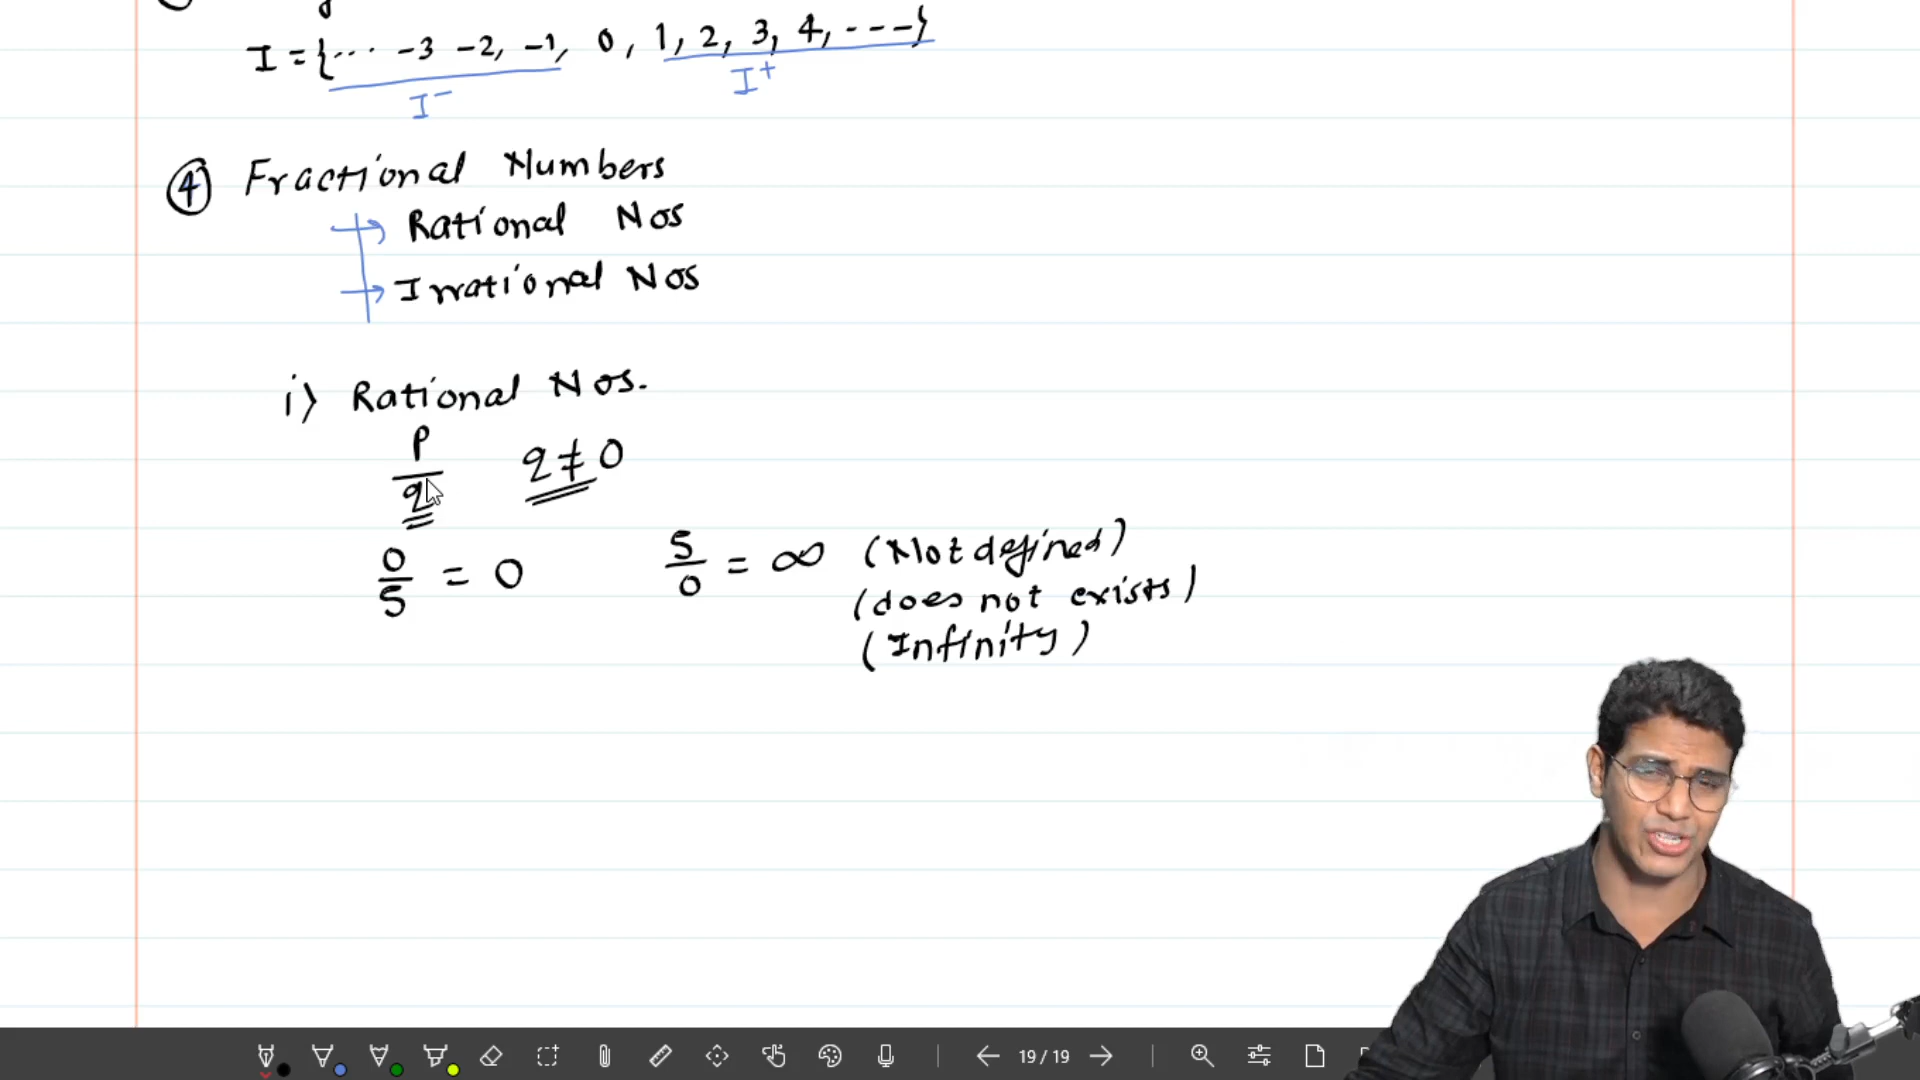 I = {... -3 -2, -1, 0, 1, 2, 3, 4, ---}
I⁻ I⁺
④ Fractional Numbers
→ Rational Nos
→ Irrational Nos
i) Rational Nos.
p/q q ≠ 0
0/5 = 0 5/0 = ∞ (Not defined)
(does not exists)
(Infinity)
19 / 19